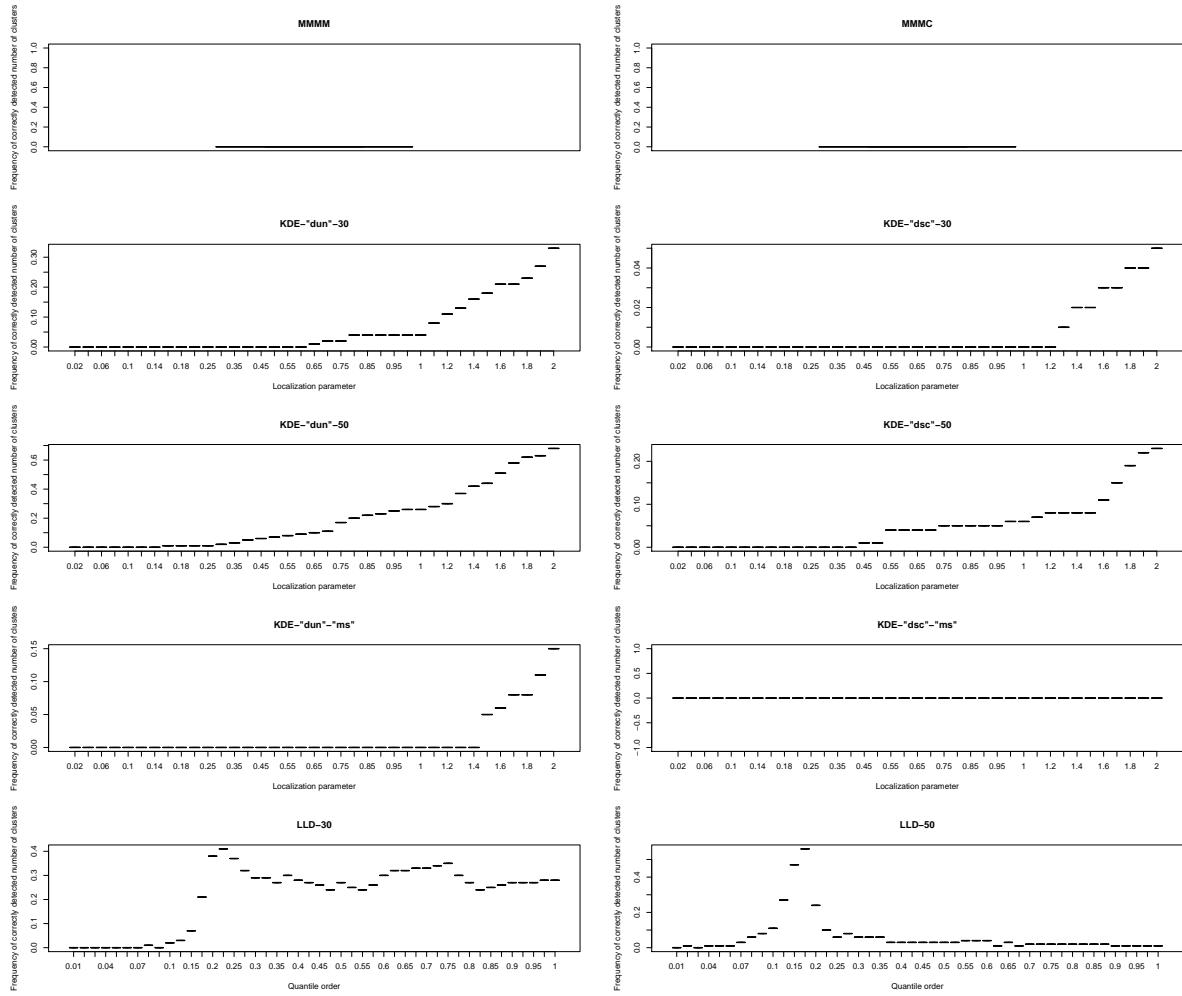 MMMM
Frequency of correctly detected number of clusters
0.0 0.2 0.4 0.6 0.8 1.0
MMMC
Frequency of correctly detected number of clusters
0.0 0.2 0.4 0.6 0.8 1.0
KDE−"dun"−30
Frequency of correctly detected number of clusters
0.00 0.10 0.20 0.30
0.02 0.06 0.1 0.14 0.18 0.25 0.35 0.45 0.55 0.65 0.75 0.85 0.95 1 1.2 1.4 1.6 1.8 2
Localization parameter
KDE−"dsc"−30
Frequency of correctly detected number of clusters
0.00 0.02 0.04
0.02 0.06 0.1 0.14 0.18 0.25 0.35 0.45 0.55 0.65 0.75 0.85 0.95 1 1.2 1.4 1.6 1.8 2
Localization parameter
KDE−"dun"−50
Frequency of correctly detected number of clusters
0.0 0.2 0.4 0.6
0.02 0.06 0.1 0.14 0.18 0.25 0.35 0.45 0.55 0.65 0.75 0.85 0.95 1 1.2 1.4 1.6 1.8 2
Localization parameter
KDE−"dsc"−50
Frequency of correctly detected number of clusters
0.00 0.10 0.20
0.02 0.06 0.1 0.14 0.18 0.25 0.35 0.45 0.55 0.65 0.75 0.85 0.95 1 1.2 1.4 1.6 1.8 2
Localization parameter
KDE−"dun"−"ms"
Frequency of correctly detected number of clusters
0.00 0.05 0.10 0.15
0.02 0.06 0.1 0.14 0.18 0.25 0.35 0.45 0.55 0.65 0.75 0.85 0.95 1 1.2 1.4 1.6 1.8 2
Localization parameter
KDE−"dsc"−"ms"
Frequency of correctly detected number of clusters
−1.0 −0.5 0.0 0.5 1.0
0.02 0.06 0.1 0.14 0.18 0.25 0.35 0.45 0.55 0.65 0.75 0.85 0.95 1 1.2 1.4 1.6 1.8 2
Localization parameter
LLD−30
Frequency of correctly detected number of clusters
0.0 0.1 0.2 0.3 0.4
0.01 0.04 0.07 0.1 0.15 0.2 0.25 0.3 0.35 0.4 0.45 0.5 0.55 0.6 0.65 0.7 0.75 0.8 0.85 0.9 0.95 1
Quantile order
LLD−50
Frequency of correctly detected number of clusters
0.0 0.2 0.4
0.01 0.04 0.07 0.1 0.15 0.2 0.25 0.3 0.35 0.4 0.45 0.5 0.55 0.6 0.65 0.7 0.75 0.8 0.85 0.9 0.95 1
Quantile order